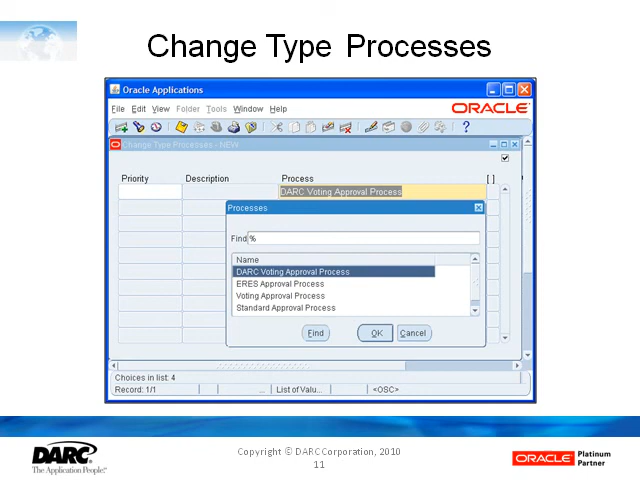 Change Type Processes
Oracle Applications
File Edit View Folder Tools Window Help
ORACLE
Change Type Processes - NEW
Priority Description Process [ ]
DARC Voting Approval Process
Processes
Find %
Name
DARC Voting Approval Process
ERES Approval Process
Voting Approval Process
Standard Approval Process
Find OK Cancel
Choices in list: 4
Record: 1/1 ... List of Valu... <OSC>
DARC
The Application People.
Copyright © DARC Corporation, 2010
11
ORACLE Platinum
Partner